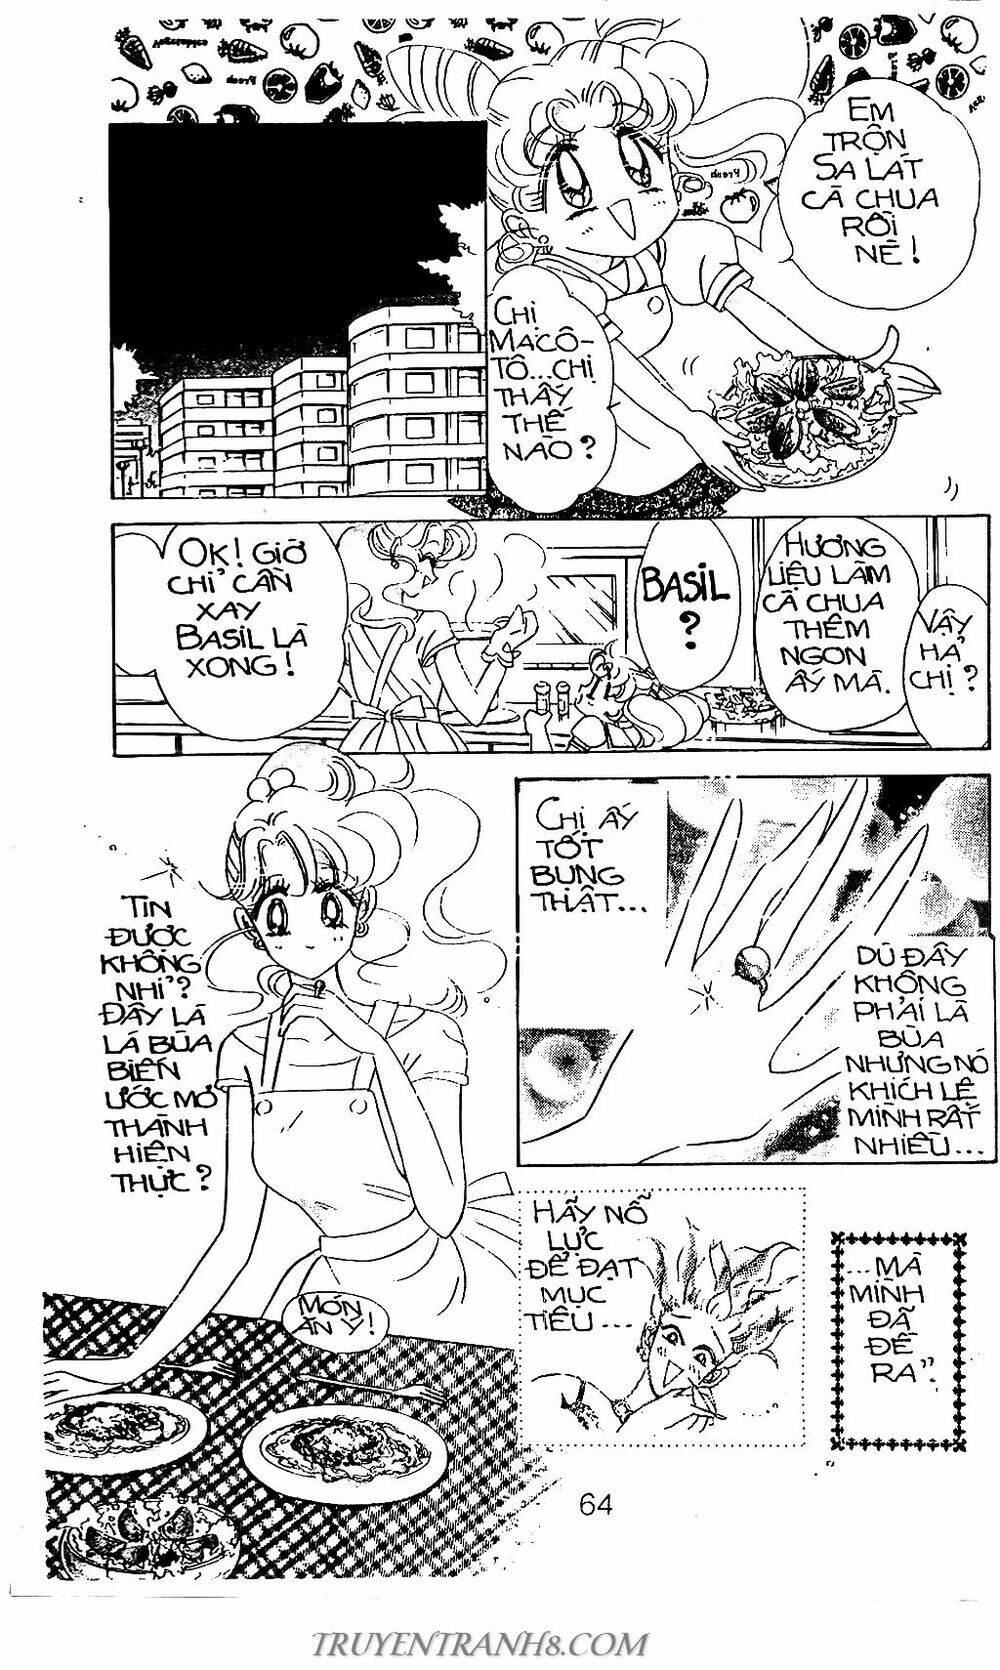 EM
TRỘN
SA LÁT
CÀ CHUA
RỒI
NÈ!
CHỊ
MACÔ-
TÔ...CHỊ
THẤY
THẾ
NÀO?
VẬY
HẢ
CHỊ?
HƯƠNG
LIỆU LÀM
CÀ CHUA
THÊM
NGON
ẤY MÀ.
BASIL
?
OK! GIỜ
CHỈ CẦN
XAY
BASIL LÀ
XONG!
CHỊ ẤY
TỐT
BỤNG
THẬT...
DÙ ĐÂY
KHÔNG
PHẢI LÀ
BÙA
NHƯNG NÓ
KHÍCH LỆ
MÌNH RẤT
NHIỀU...
TIN
ĐƯỢC
KHÔNG
NHỈ?
ĐÂY LÀ
LÁ BÙA
BIẾN
ƯỚC MƠ
THÀNH
HIỆN
THỰC?
MÓN
ĂN Ý!
HÃY NỖ
LỰC
ĐỂ ĐẠT
MỤC
TIÊU...
...MÀ
MÌNH
ĐÃ
ĐỀ
RA".
64
TRUYENTRANH8.COM